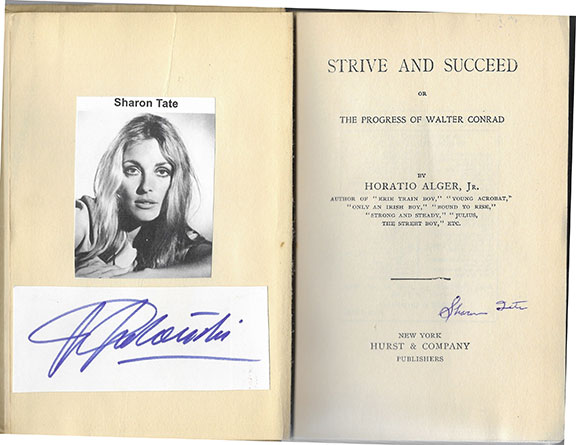 Sharon Tate
STRIVE AND SUCCEED
OR
THE PROGRESS OF WALTER CONRAD
BY
HORATIO ALGER, JR.
AUTHOR OF "ERIE TRAIN BOY," "YOUNG ACROBAT,"
"ONLY AN IRISH BOY," "BOUND TO RISE,"
"STRONG AND STEADY," "JULIUS,
THE STREET BOY," ETC.
Sharon Tate
NEW YORK
HURST & COMPANY
PUBLISHERS